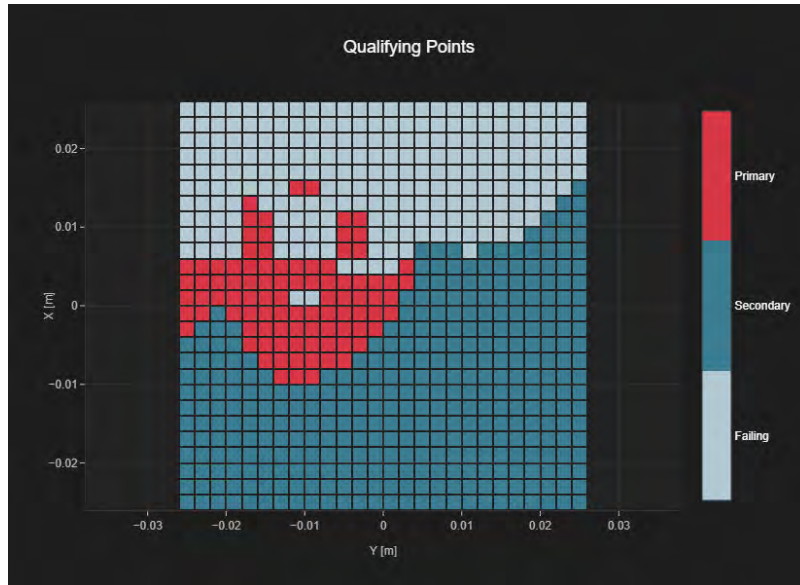 Qualifying Points
0.02
0.01
0
−0.01
−0.02
X [m]
−0.03
−0.02
−0.01
0
0.01
0.02
0.03
Y [m]
Primary
Secondary
Failing